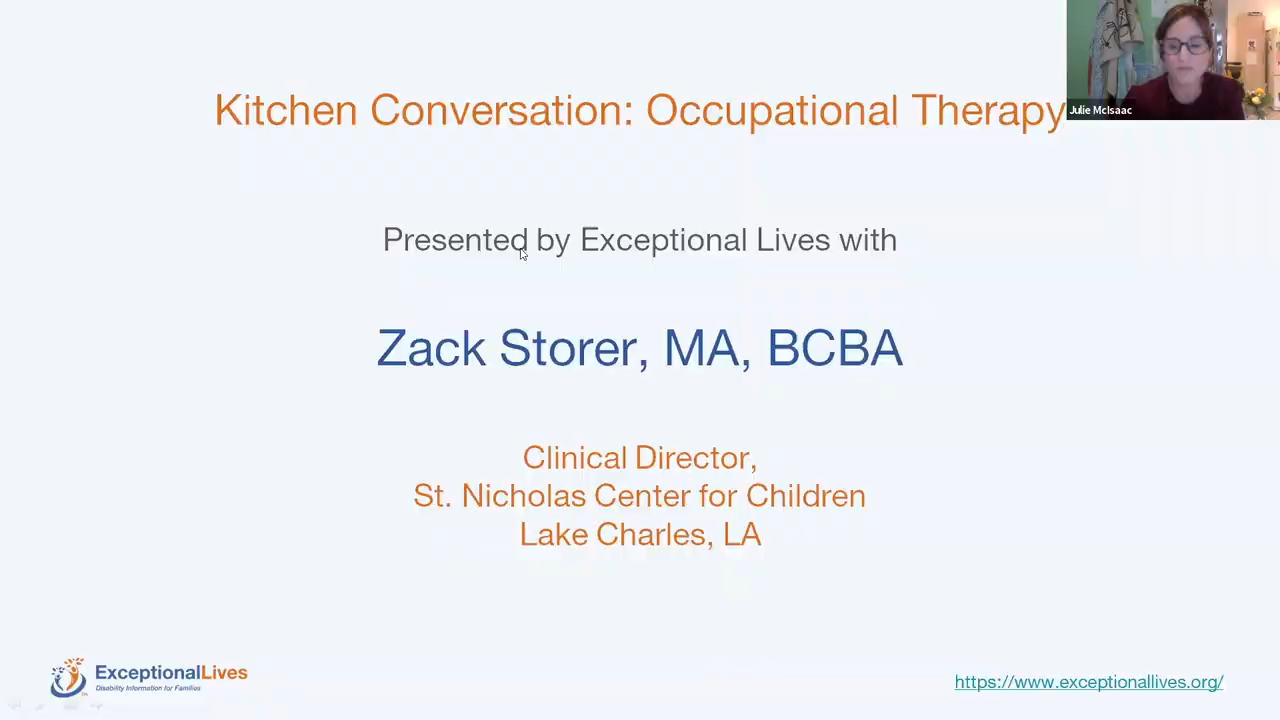 Kitchen Conversation: Occupational Therapy
Julie McIsaac
Presented by Exceptional Lives with
Zack Storer, MA, BCBA
Clinical Director,
St. Nicholas Center for Children
Lake Charles, LA
ExceptionalLives
Disability Information for Families
https://www.exceptionallives.org/